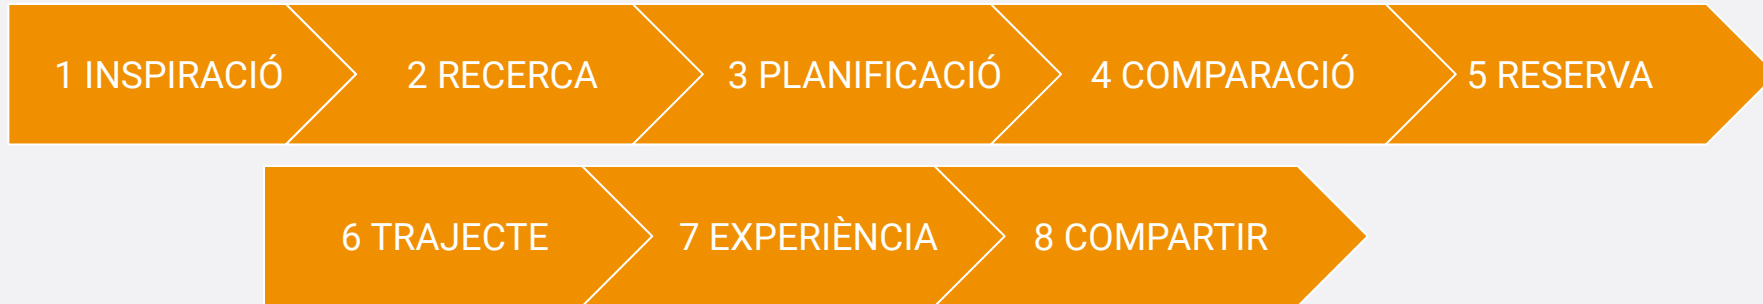 1 INSPIRACIÓ
2 RECERCA
3 PLANIFICACIÓ
4 COMPARACIÓ
5 RESERVA
6 TRAJECTE
7 EXPERIÈNCIA
8 COMPARTIR